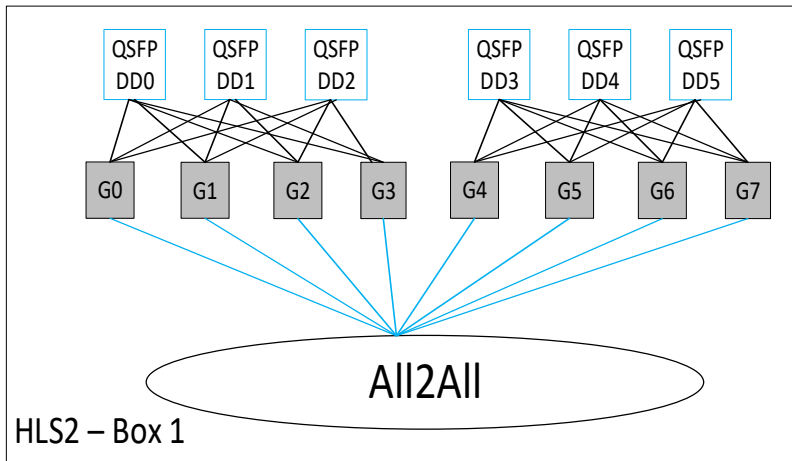 QSFP QSFP QSFP QSFP QSFP QSFP
DD0 DD1 DD2 DD3 DD4 DD5
G0 G1 G2 G3 G4 G5 G6 G7
All2All
HLS2 – Box 1